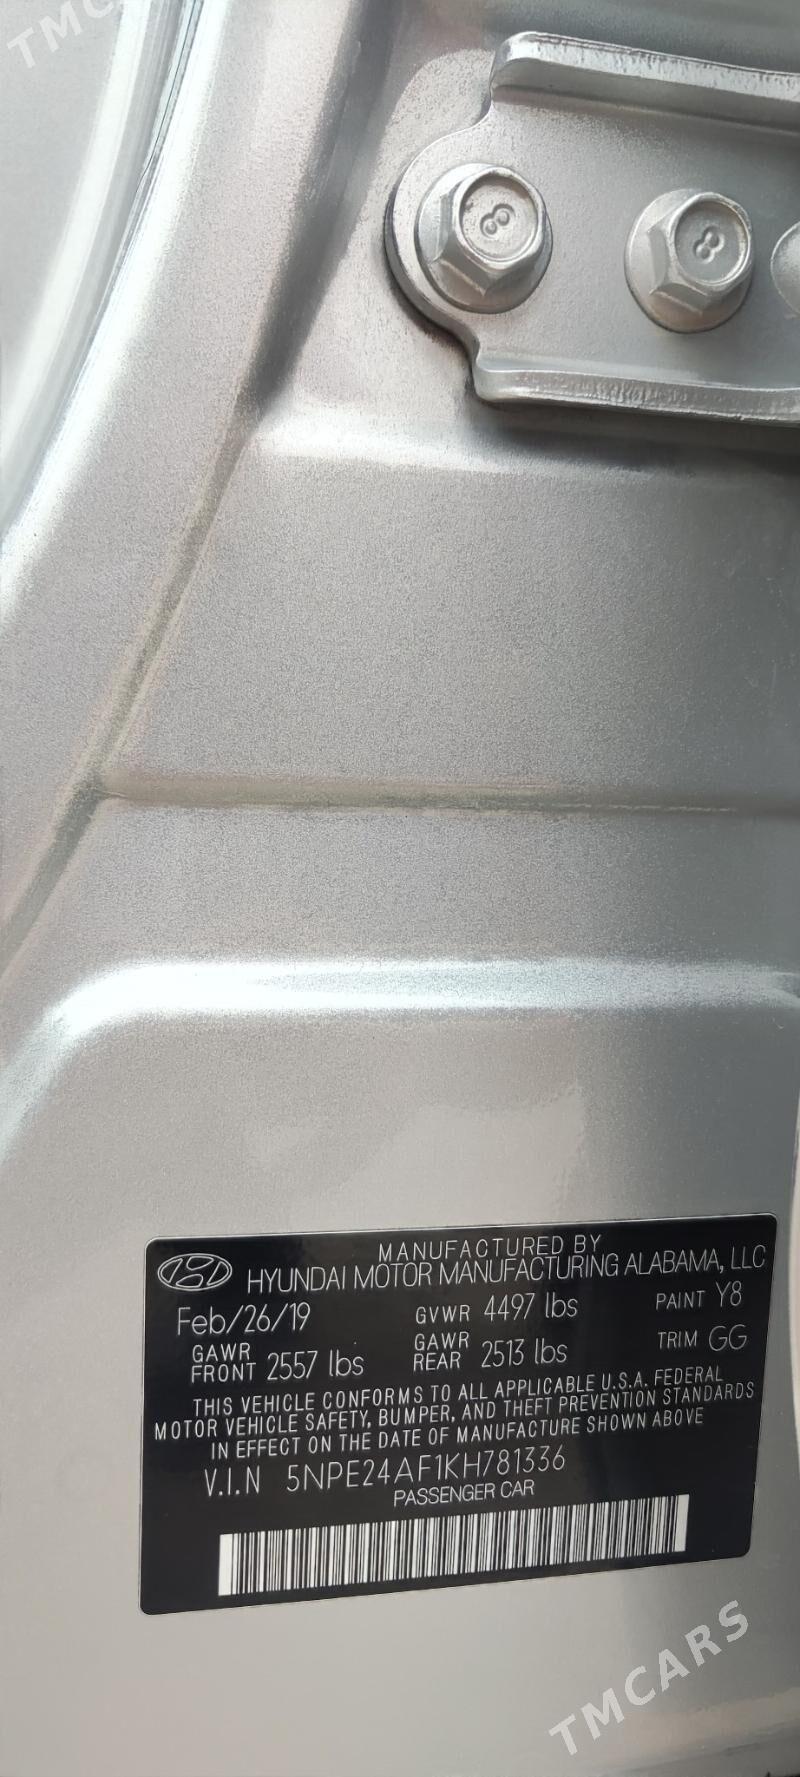 TMC
8
8
MANUFACTURED BY
HYUNDAI MOTOR MANUFACTURING ALABAMA, LLC
Feb/26/19 GVWR 4497 lbs PAINT Y8
GAWR FRONT 2557 lbs GAWR REAR 2513 lbs TRIM GG
THIS VEHICLE CONFORMS TO ALL APPLICABLE U.S.A. FEDERAL
MOTOR VEHICLE SAFETY, BUMPER, AND THEFT PREVENTION STANDARDS
IN EFFECT ON THE DATE OF MANUFACTURE SHOWN ABOVE
V.I.N 5NPE24AF1KH781336
PASSENGER CAR
TMCARS